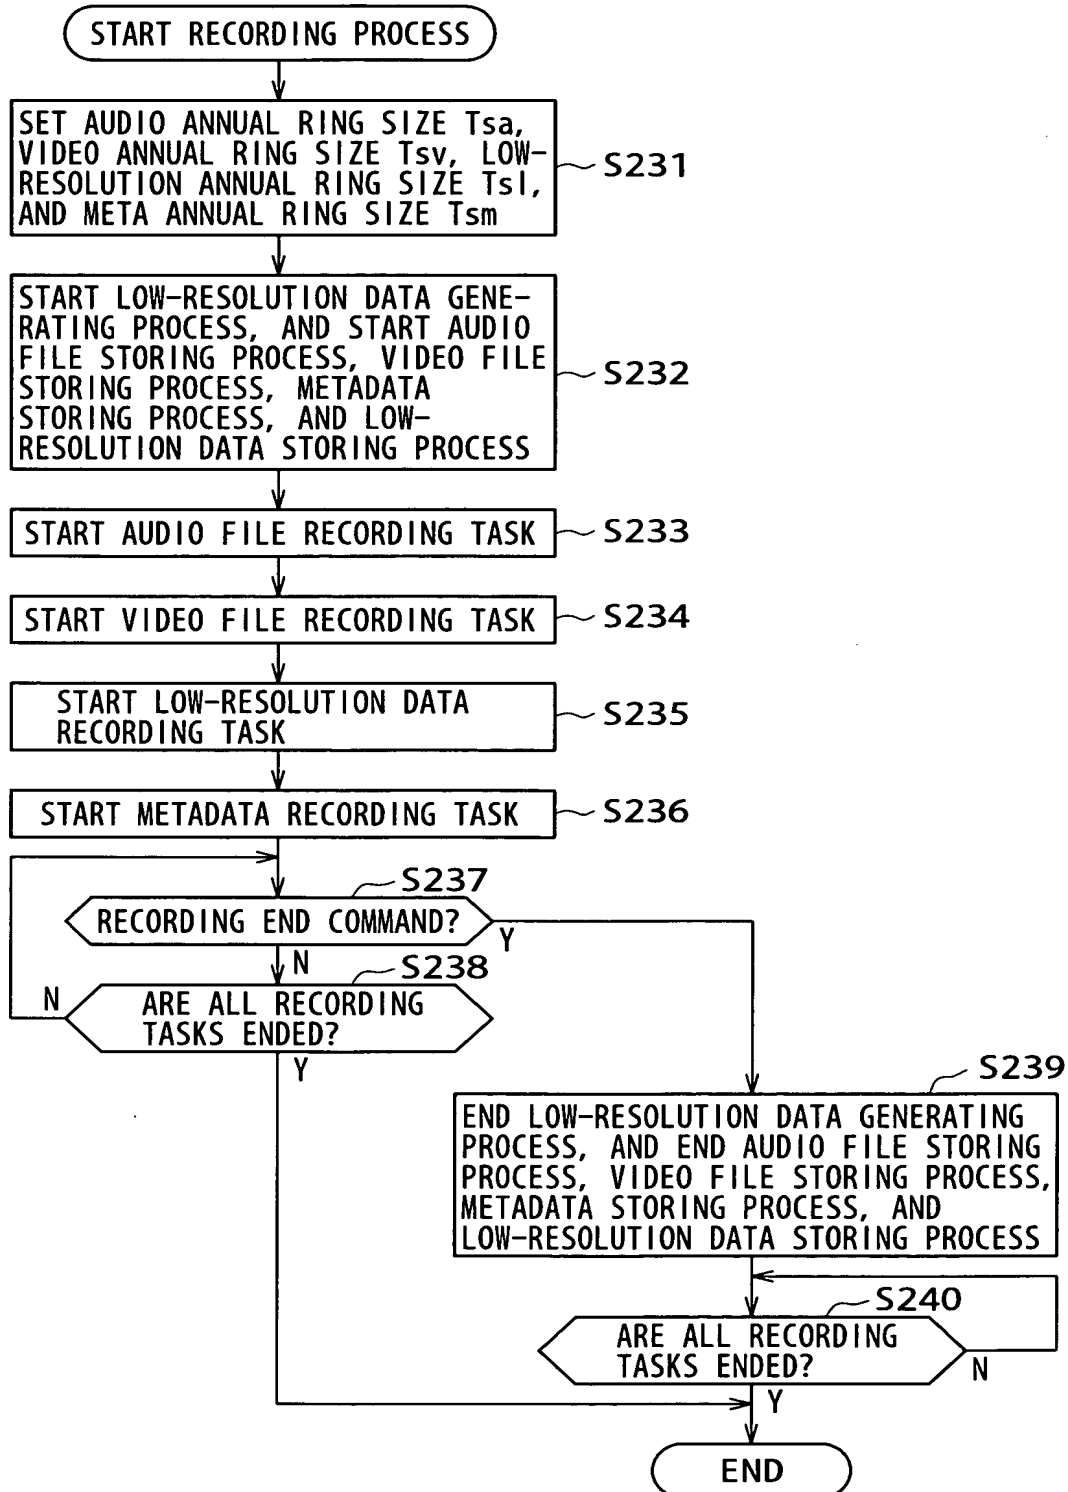 START RECORDING PROCESS
SET AUDIO ANNUAL RING SIZE Tsa,
VIDEO ANNUAL RING SIZE Tsv, LOW-
RESOLUTION ANNUAL RING SIZE Tsl,
AND META ANNUAL RING SIZE Tsm
S231
START LOW-RESOLUTION DATA GENE-
RATING PROCESS, AND START AUDIO
FILE STORING PROCESS, VIDEO FILE
STORING PROCESS, METADATA
STORING PROCESS, AND LOW-
RESOLUTION DATA STORING PROCESS
S232
START AUDIO FILE RECORDING TASK
S233
START VIDEO FILE RECORDING TASK
S234
START LOW-RESOLUTION DATA
RECORDING TASK
S235
START METADATA RECORDING TASK
S236
S237
RECORDING END COMMAND?
Y
N
S238
N
ARE ALL RECORDING
TASKS ENDED?
Y
S239
END LOW-RESOLUTION DATA GENERATING
PROCESS, AND END AUDIO FILE STORING
PROCESS, VIDEO FILE STORING PROCESS,
METADATA STORING PROCESS, AND
LOW-RESOLUTION DATA STORING PROCESS
S240
ARE ALL RECORDING
TASKS ENDED?
N
Y
END